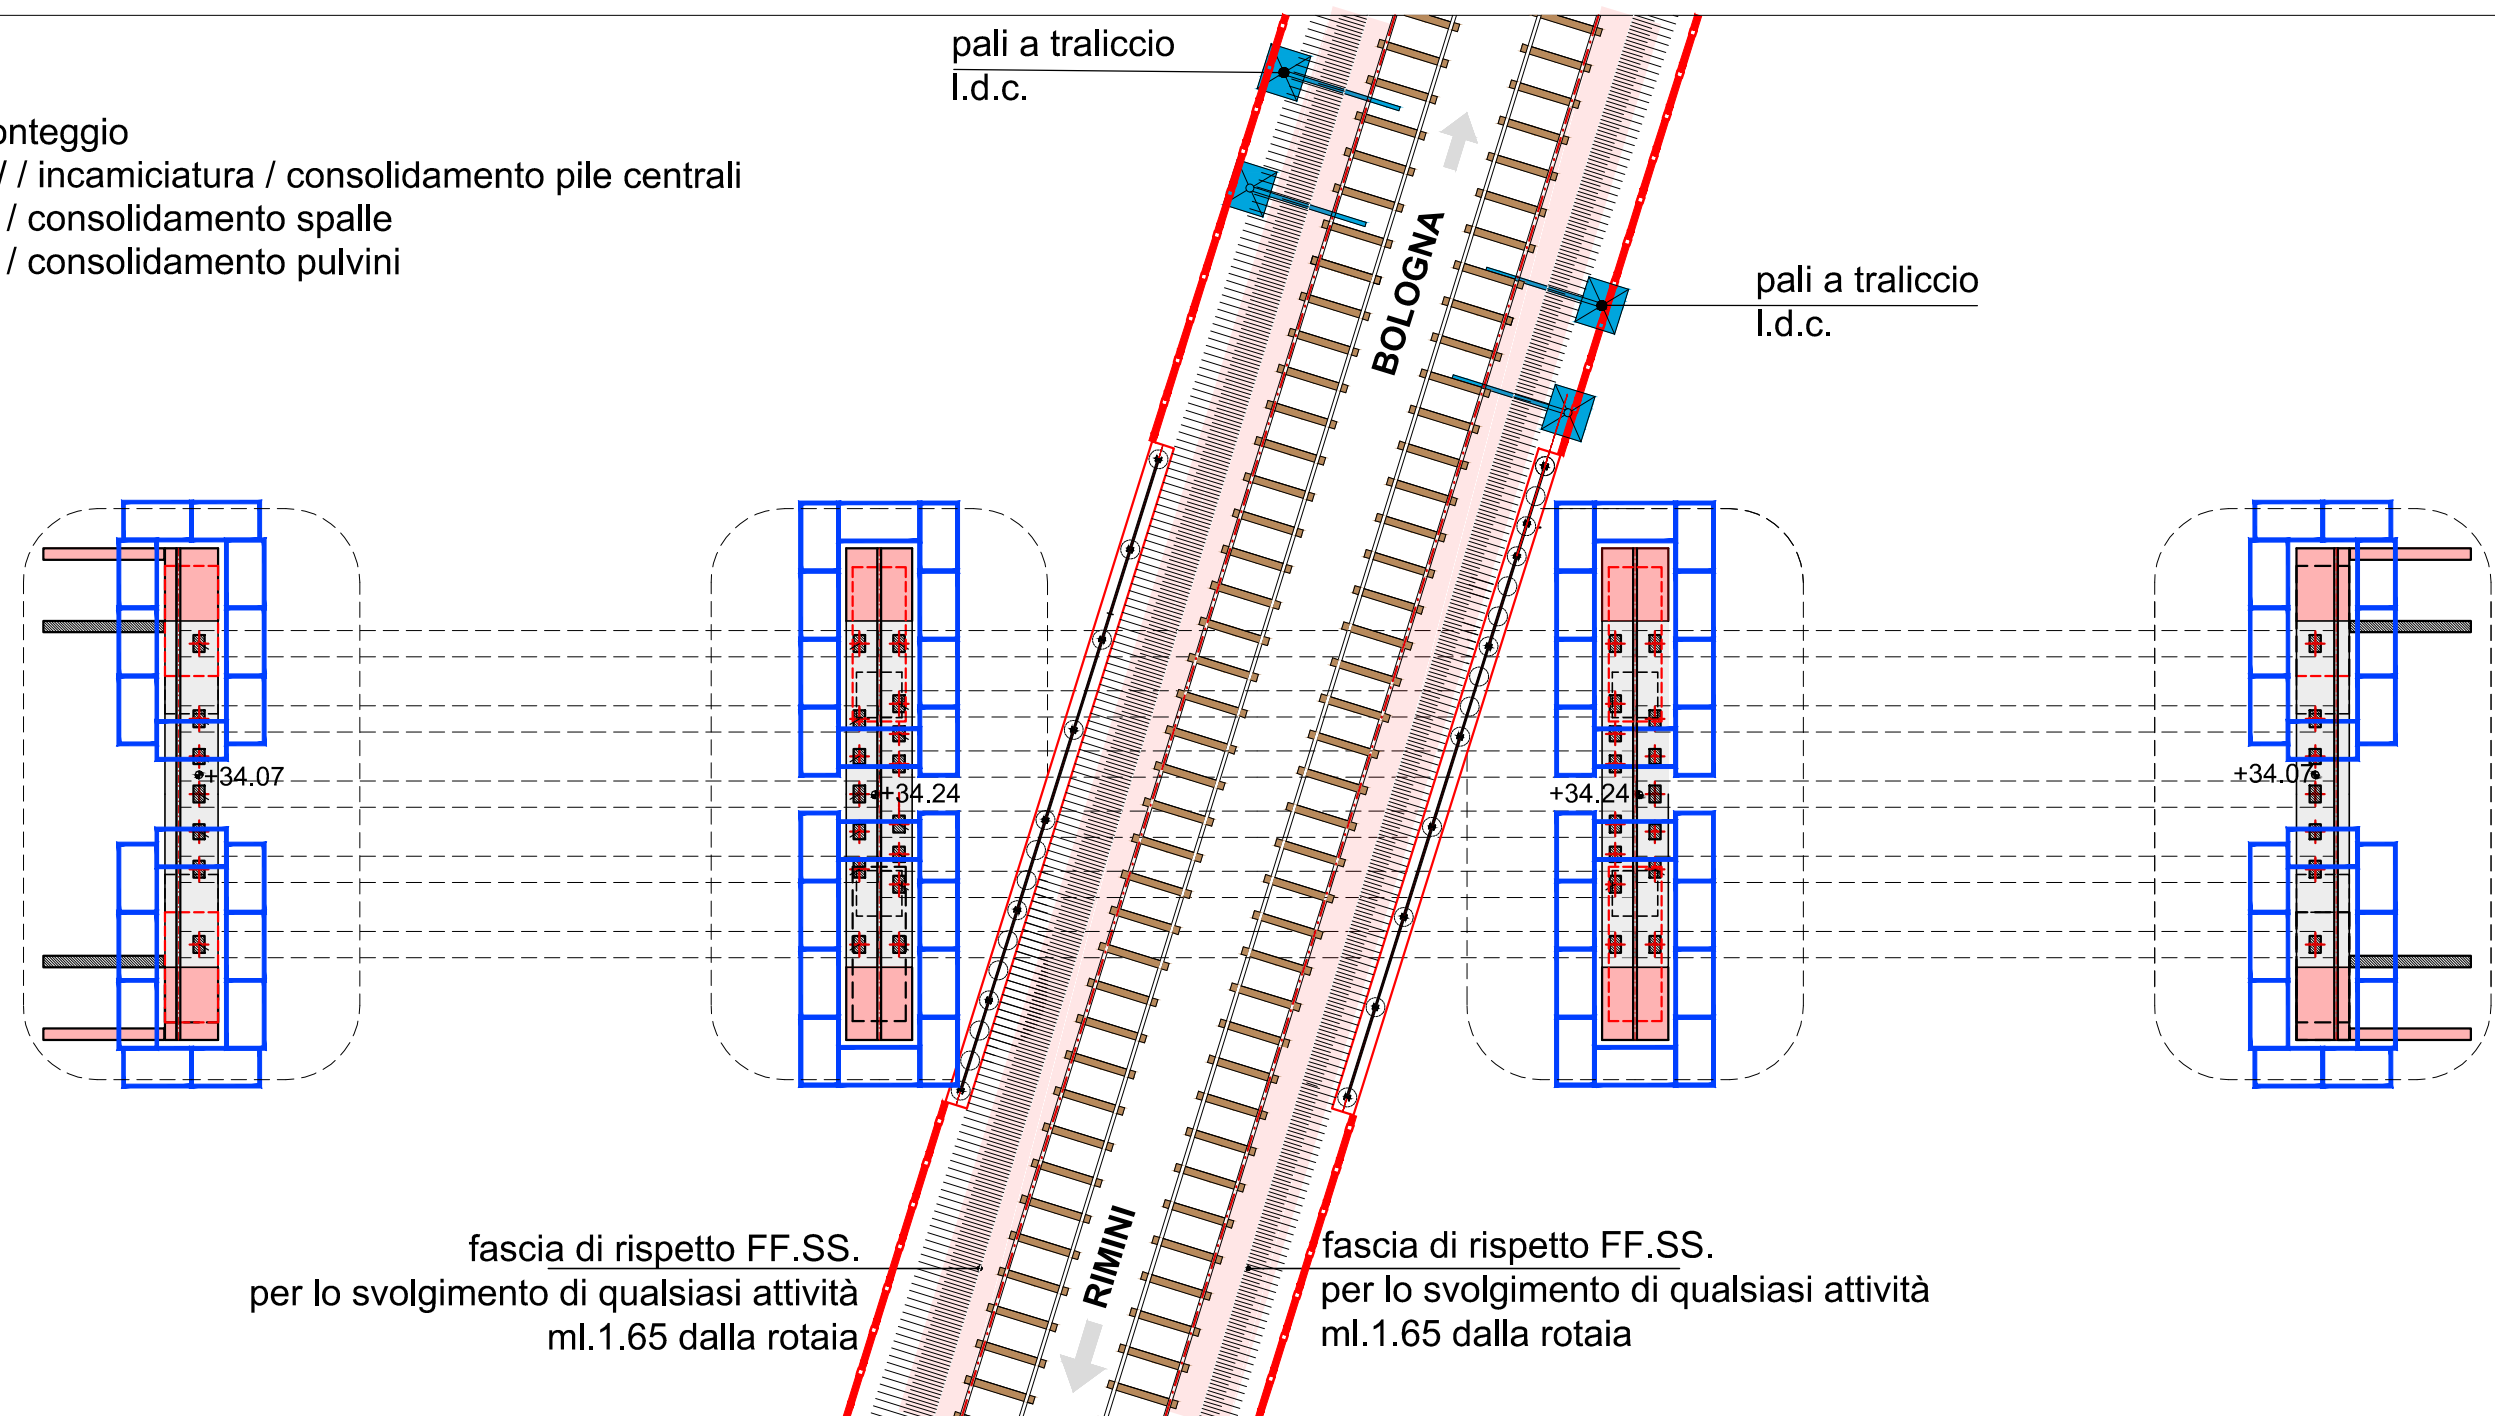 pali a traliccio
l.d.c.
onteggio
/ / incamiciatura / consolidamento pile centrali
/ consolidamento spalle
/ consolidamento pulvini
BOLOGNA
pali a traliccio
l.d.c.
+34.07
+34.24
+34.24
+34.07
RIMINI
fascia di rispetto FF.SS.
per lo svolgimento di qualsiasi attività
ml.1.65 dalla rotaia
fascia di rispetto FF.SS.
per lo svolgimento di qualsiasi attività
ml.1.65 dalla rotaia